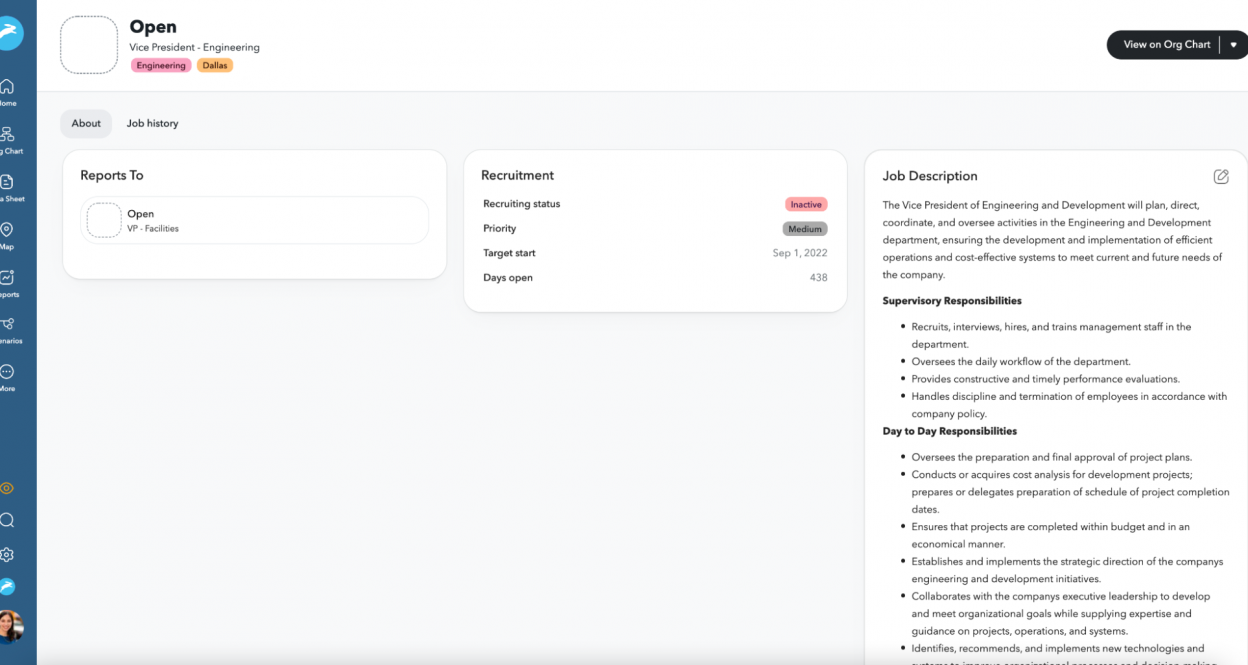 Open
Vice President - Engineering
Engineering
Dallas
View on Org Chart
Home
Chart
Sheet
Map
More
About
Job history
Reports To
Open
VP - Facilities
Recruitment
Recruiting status
Inactive
Priority
Medium
Target start
Sep 1, 2022
Days open
438
Job Description
The Vice President of Engineering and Development will plan, direct,
coordinate, and oversee activities in the Engineering and Development
department, ensuring the development and implementation of efficient
operations and cost-effective systems to meet current and future needs of
the company.
Supervisory Responsibilities
Recruits, interviews, hires, and trains management staff in the
department.
Oversees the daily workflow of the department.
Provides constructive and timely performance evaluations.
Handles discipline and termination of employees in accordance with
company policy.
Day to Day Responsibilities
Oversees the preparation and final approval of project plans.
Conducts or acquires cost analysis for development projects;
prepares or delegates preparation of schedule of project completion
dates.
Ensures that projects are completed within budget and in an
economical manner.
Establishes and implements the strategic direction of the companys
engineering and development initiatives.
Collaborates with the companys executive leadership to develop
and meet organizational goals while supplying expertise and
guidance on projects, operations, and systems.
Identifies, recommends, and implements new technologies and